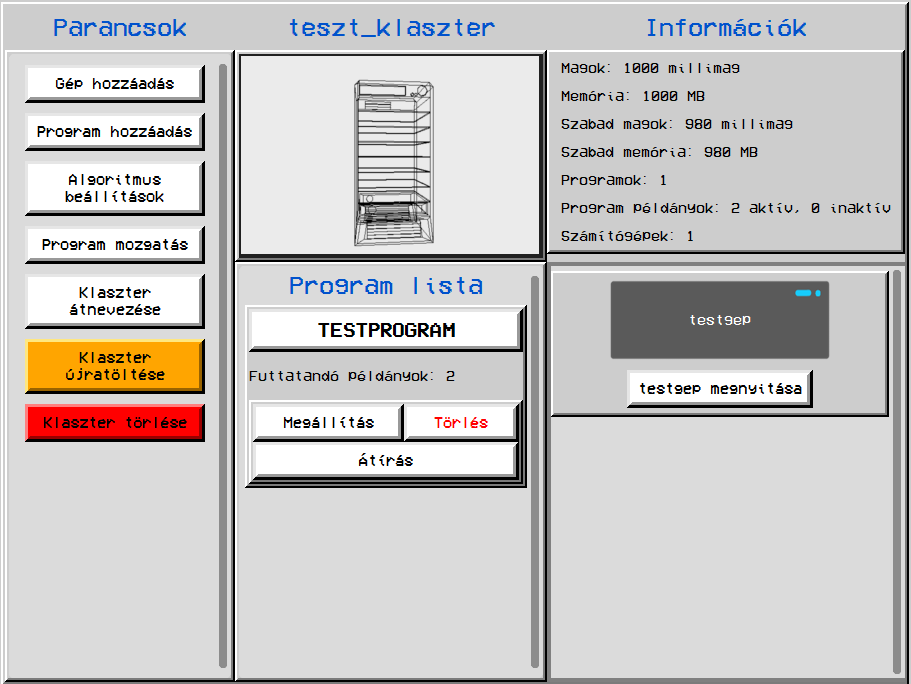 Parancsok
Gép hozzáadás
Program hozzáadás
Algoritmus
beállítások
Program mozgatás
Klaszter
átnevezése
Klaszter
újratöltése
Klaszter törlése
teszt_klaszter
Program lista
TESTPROGRAM
Futtatandó példányok: 2
Megállítás
Törlés
Átírás
Információk
Magok: 1000 millimag
Memória: 1000 MB
Szabad magok: 980 millimag
Szabad memória: 980 MB
Programok: 1
Program példányok: 2 aktív, 0 inaktív
Számítógépek: 1
testgep
testgep megnyitása